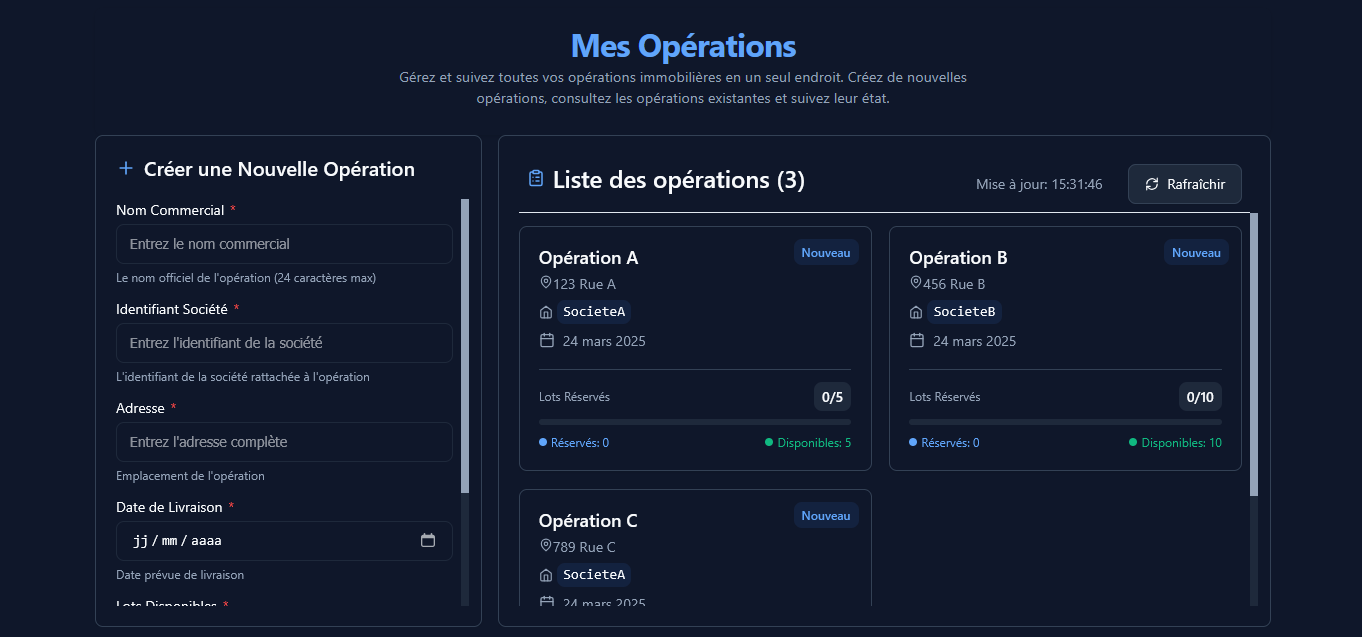 Mes Opérations
Gérez et suivez toutes vos opérations immobilières en un seul endroit. Créez de nouvelles
opérations, consultez les opérations existantes et suivez leur état.
Créer une Nouvelle Opération
Nom Commercial *
Entrez le nom commercial
Le nom officiel de l'opération (24 caractères max)
Identifiant Société *
Entrez l'identifiant de la société
L'identifiant de la société rattachée à l'opération
Adresse *
Entrez l'adresse complète
Emplacement de l'opération
Date de Livraison *
jj/mm/aaaa
Date prévue de livraison
Lots Disponibles *
Liste des opérations (3)
Mise à jour: 15:31:46
Rafraîchir
Opération A
Nouveau
123 Rue A
SocieteA
24 mars 2025
Lots Réservés
0/5
Réservés: 0
Disponibles: 5
Opération B
Nouveau
456 Rue B
SocieteB
24 mars 2025
Lots Réservés
0/10
Réservés: 0
Disponibles: 10
Opération C
Nouveau
789 Rue C
SocieteA
24 mars 2025